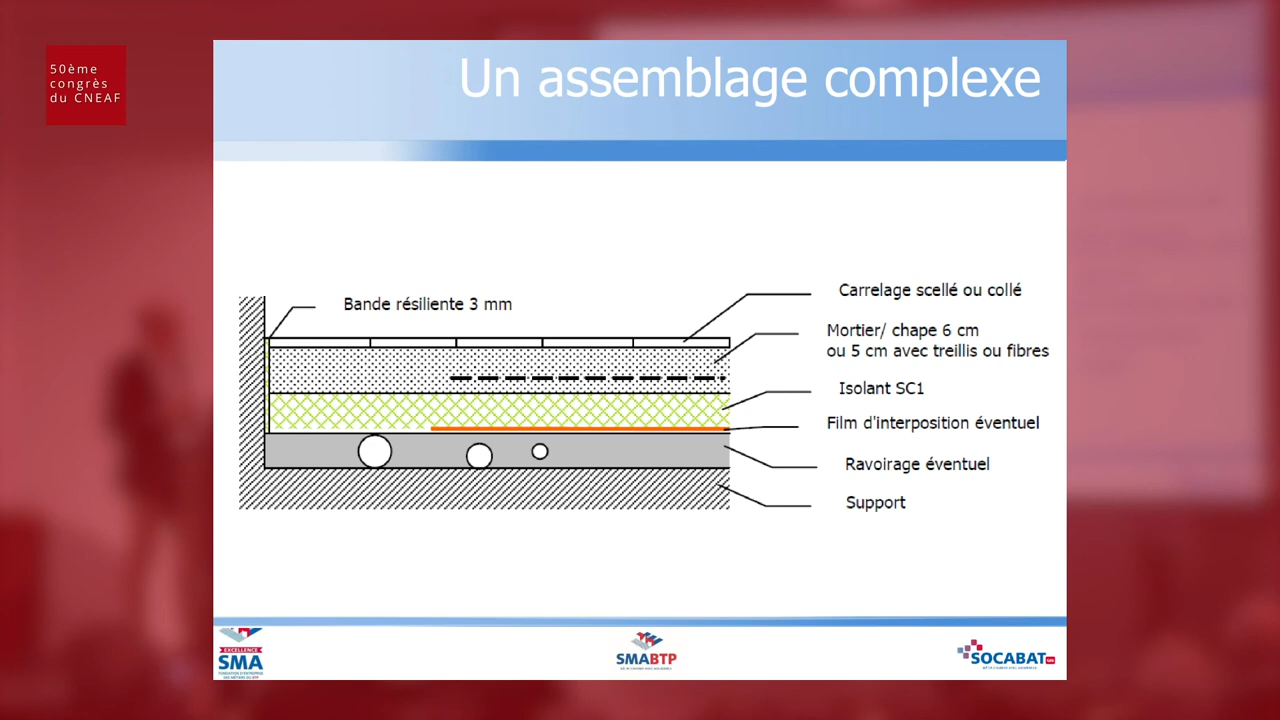 50ème
congrès
du CNEAF
Un assemblage complexe
Bande résiliente 3 mm
Carrelage scellé ou collé
Mortier/ chape 6 cm
ou 5 cm avec treillis ou fibres
Isolant SC1
Film d'interposition éventuel
Ravoirage éventuel
Support
EXCELLENCE
SMA
FONDATION D'ENTREPRISE
DES MÉTIERS DU BTP
SMABTP
SOCABAT